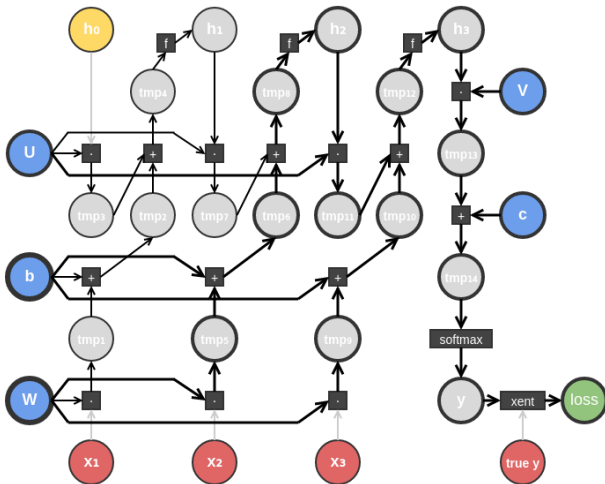 h₀ h₁ h₂ h₃
f f f
tmp₄ tmp₆ tmp₁₂ · V
U · + · + · + tmp₁₃
tmp₃ tmp₂ tmp₇ tmp₆ tmp₁₁ tmp₁₀ + c
b + + + tmp₁₄
tmp₁ tmp₅ tmp₉ softmax
W · · · y xent loss
x₁ x₂ x₃ true y